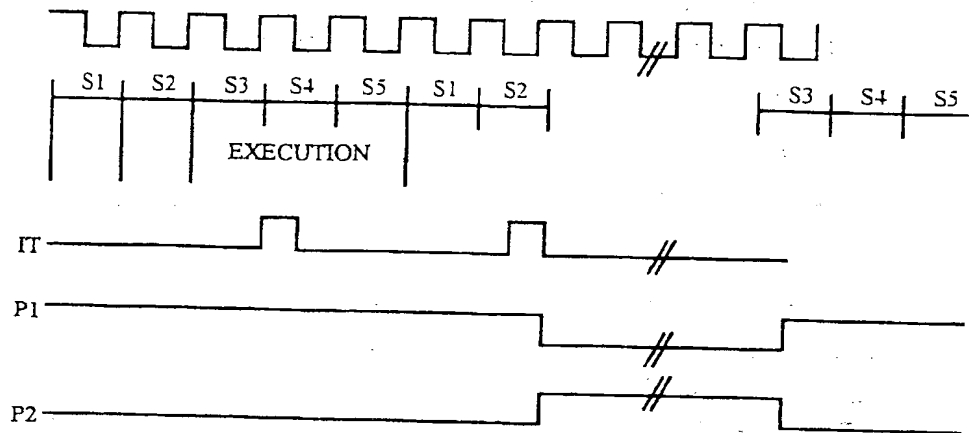 S1 S2 S3 S4 S5 S1 S2 S3 S4 S5
EXECUTION
IT
P1
P2